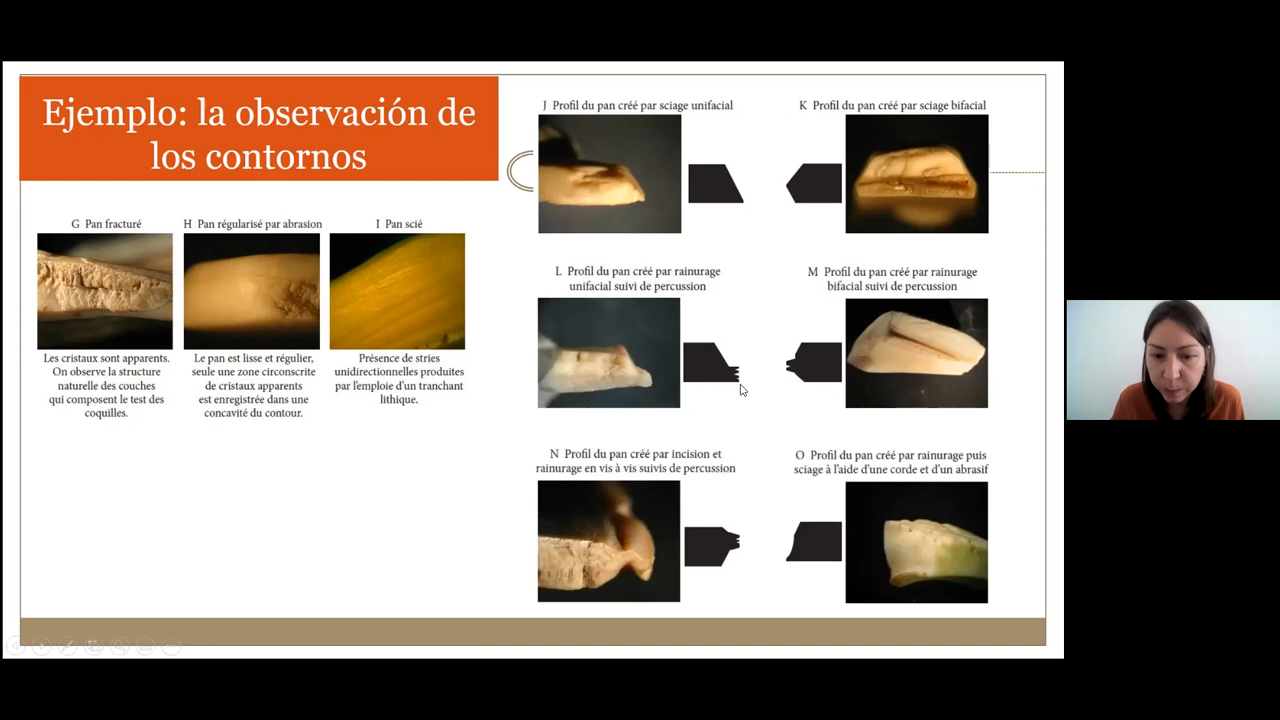 Ejemplo: la observación de
los contornos
G Pan fracturé
Les cristaux sont apparents.
On observe la structure
naturelle des couches
qui composent le test des
coquilles.
H Pan régularisé par abrasion
Le pan est lisse et régulier,
seule une zone circonscrite
de cristaux apparents
est enregistrée dans une
concavité du contour.
I Pan scié
Présence de stries
unidirectionnelles produites
par l'emploie d'un tranchant
lithique.
J Profil du pan créé par sciage unifacial
K Profil du pan créé par sciage bifacial
L Profil du pan créé par rainurage
unifacial suivi de percussion
M Profil du pan créé par rainurage
bifacial suivi de percussion
N Profil du pan créé par incision et
rainurage en vis à vis suivis de percussion
O Profil du pan créé par rainurage puis
sciage à l'aide d'une corde et d'un abrasif